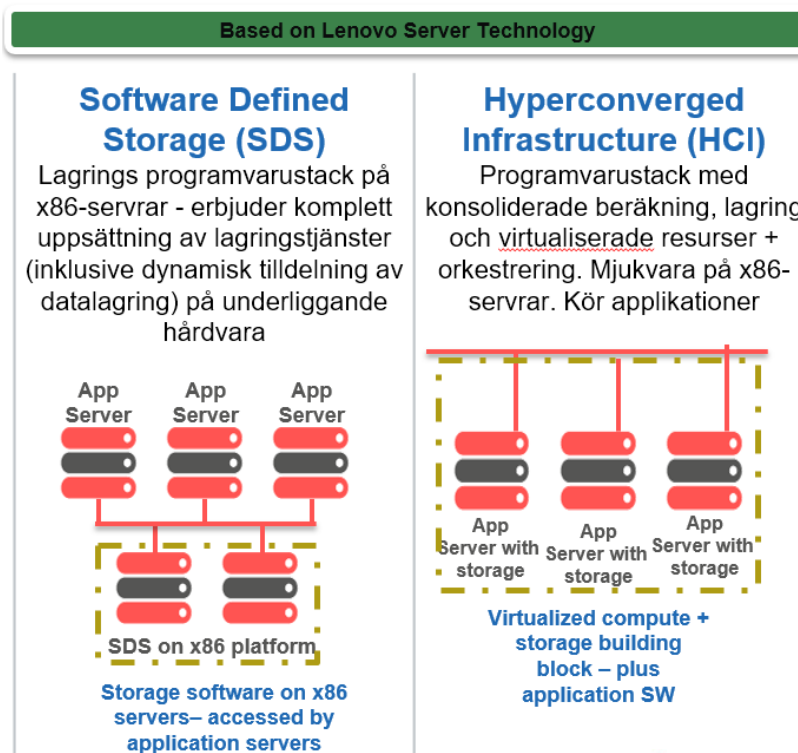 Based on Lenovo Server Technology
Software Defined
Storage (SDS)
Lagrings programvarustack på
x86-servrar - erbjuder komplett
uppsättning av lagringstjänster
(inklusive dynamisk tilldelning av
datalagring) på underliggande
hårdvara
App
Server
App
Server
App
Server
SDS on x86 platform
Storage software on x86
servers– accessed by
application servers
Hyperconverged
Infrastructure (HCI)
Programvarustack med
konsoliderade beräkning, lagring
och virtualiserade resurser +
orkestrering. Mjukvara på x86-
servrar. Kör applikationer
App
Server with
storage
App
Server with
storage
App
Server with
storage
Virtualized compute +
storage building
block – plus
application SW